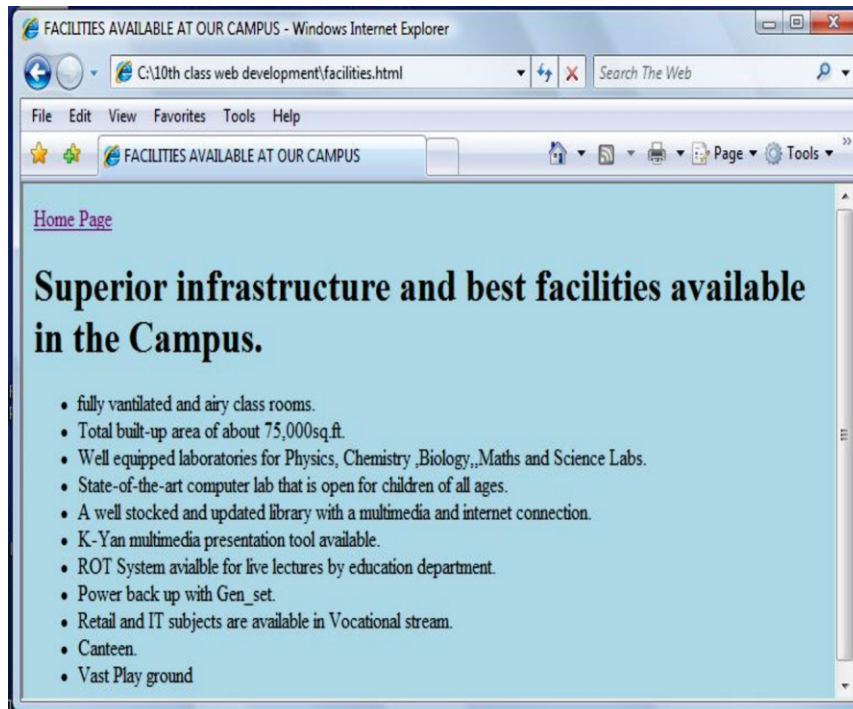 FACILITIES AVAILABLE AT OUR CAMPUS - Windows Internet Explorer
C:\10th class web development\facilities.html
Search The Web
File Edit View Favorites Tools Help
FACILITIES AVAILABLE AT OUR CAMPUS
Page Tools
Home Page
Superior infrastructure and best facilities available
in the Campus.
• fully vantilated and airy class rooms.
• Total built-up area of about 75,000sq.ft.
• Well equipped laboratories for Physics, Chemistry ,Biology,,Maths and Science Labs.
• State-of-the-art computer lab that is open for children of all ages.
• A well stocked and updated library with a multimedia and internet connection.
• K-Yan multimedia presentation tool available.
• ROT System avialble for live lectures by education department.
• Power back up with Gen_set.
• Retail and IT subjects are available in Vocational stream.
• Canteen.
• Vast Play ground